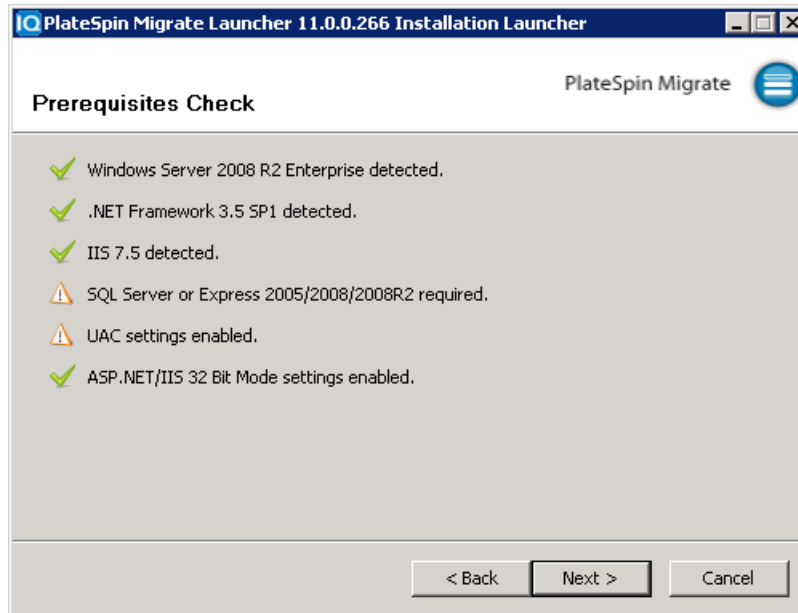 IQ PlateSpin Migrate Launcher 11.0.0.266 Installation Launcher
PlateSpin Migrate
Prerequisites Check
Windows Server 2008 R2 Enterprise detected.
.NET Framework 3.5 SP1 detected.
IIS 7.5 detected.
SQL Server or Express 2005/2008/2008R2 required.
UAC settings enabled.
ASP.NET/IIS 32 Bit Mode settings enabled.
< Back Next > Cancel